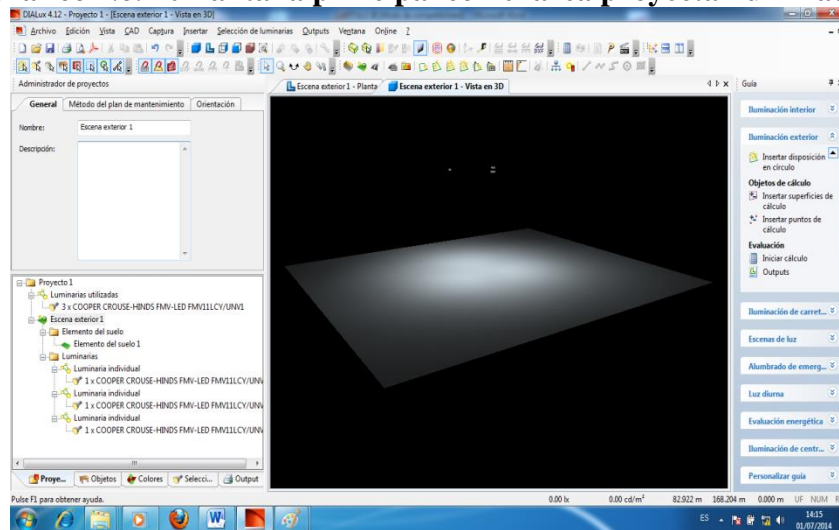 DIALux 4.12 - Proyecto 1 - [Escena exterior 1 - Vista en 3D]
Archivo Edición Vista CAD Captura Insertar Selección de luminarias Outputs Ventana Online ?
Administrador de proyectos
General Método del plan de mantenimiento Orientación
Nombre: Escena exterior 1
Descripción:
Proyecto 1
Luminarias utilizadas
3 x COOPER CROUSE-HINDS FMV-LED FMV11LCY/UNV1
Escena exterior 1
Elemento del suelo
Elemento del suelo 1
Luminarias
Luminaria individual
1 x COOPER CROUSE-HINDS FMV-LED FMV11LCY/UNV
Luminaria individual
1 x COOPER CROUSE-HINDS FMV-LED FMV11LCY/UNV
Luminaria individual
1 x COOPER CROUSE-HINDS FMV-LED FMV11LCY/UNV
Proye... Objetos Colores Selecci... Output
Escena exterior 1 - Planta Escena exterior 1 - Vista en 3D
Guía
Iluminación interior
Iluminación exterior
Insertar disposición
en círculo
Objetos de cálculo
Insertar superficies de
cálculo
Insertar puntos de
cálculo
Evaluación
Iniciar cálculo
Outputs
Iluminación de carret...
Escenas de luz
Alumbrado de emerg...
Luz diurna
Evaluación energética
Iluminación de centr...
Personalizar guía
Pulse F1 para obtener ayuda. 0.00 lx 0.00 cd/m² 82.922 m 168.204 m 0.000 m UF NUM
ES 14:15
01/07/2014